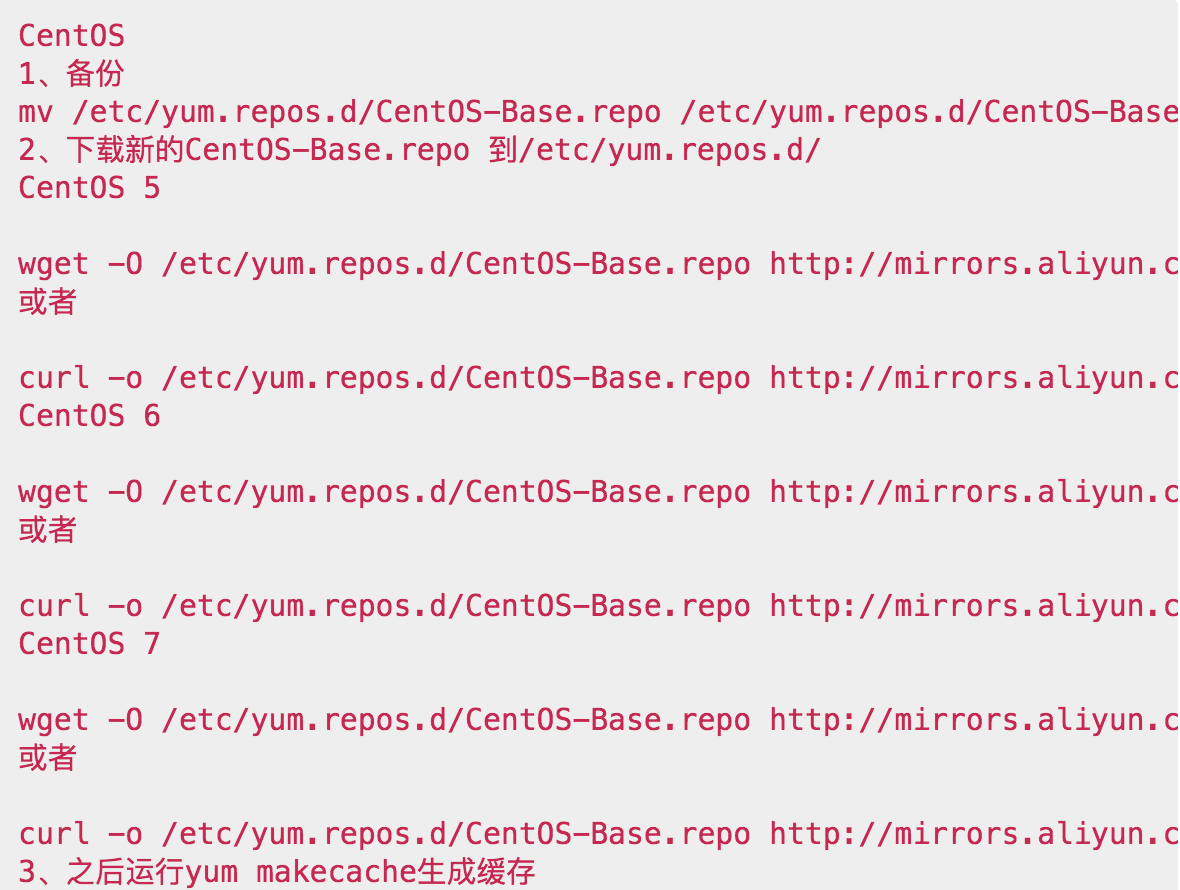 CentOS
1、备份
mv /etc/yum.repos.d/CentOS-Base.repo /etc/yum.repos.d/CentOS-Base
2、下载新的CentOS-Base.repo 到/etc/yum.repos.d/
CentOS 5
wget -O /etc/yum.repos.d/CentOS-Base.repo http://mirrors.aliyun.c
或者
curl -o /etc/yum.repos.d/CentOS-Base.repo http://mirrors.aliyun.c
CentOS 6
wget -O /etc/yum.repos.d/CentOS-Base.repo http://mirrors.aliyun.c
或者
curl -o /etc/yum.repos.d/CentOS-Base.repo http://mirrors.aliyun.c
CentOS 7
wget -O /etc/yum.repos.d/CentOS-Base.repo http://mirrors.aliyun.c
或者
curl -o /etc/yum.repos.d/CentOS-Base.repo http://mirrors.aliyun.c
3、之后运行yum makecache生成缓存